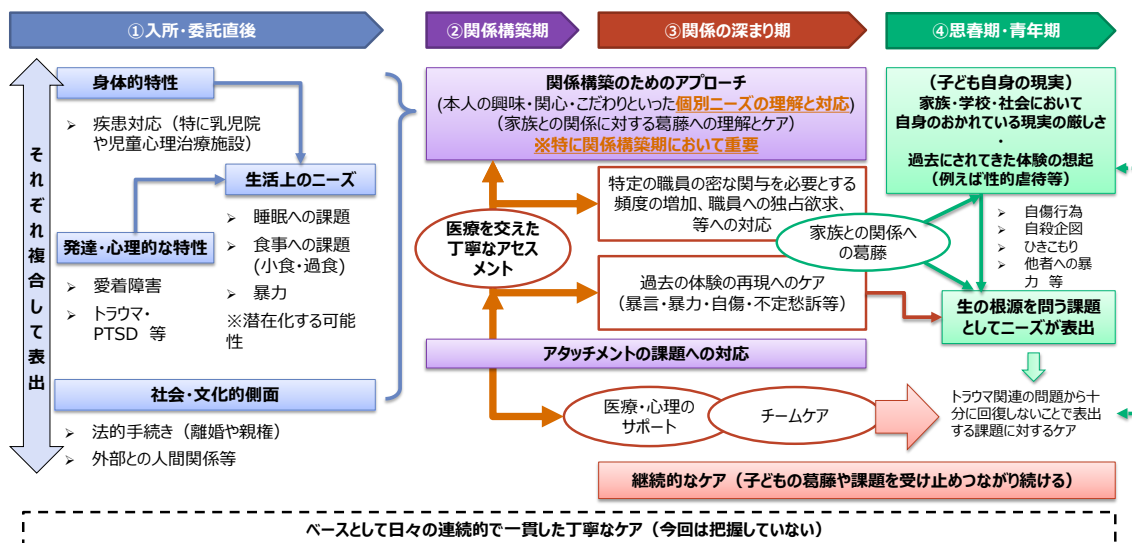 ①入所・委託直後
②関係構築期
③関係の深まり期
④思春期・青年期
それぞれ複合して表出
身体的特性
➢ 疾患対応（特に乳児院
や児童心理治療施設）
生活上のニーズ
➢ 睡眠への課題
➢ 食事への課題
(小食・過食)
➢ 暴力
※潜在化する可能
性
発達・心理的な特性
➢ 愛着障害
➢ トラウマ・
PTSD 等
社会・文化的側面
➢ 法的手続き（離婚や親権）
➢ 外部との人間関係等
関係構築のためのアプローチ
(本人の興味・関心・こだわりといった個別ニーズの理解と対応)
（家族との関係に対する葛藤への理解とケア）
※特に関係構築期において重要
医療を交えた
丁寧なアセス
メント
特定の職員の密な関与を必要とする
頻度の増加、職員への独占欲求、
等への対応
家族との関係への
の葛藤
過去の体験の再現へのケア
（暴言・暴力・自傷・不定愁訴等）
アタッチメントの課題への対応
医療・心理の
サポート
チームケア
（子ども自身の現実）
家族・学校・社会において
自身のおかれている現実の厳しさ
・
過去にされてきた体験の想起
（例えば性的虐待等）
➢ 自傷行為
➢ 自殺企図
➢ ひきこもり
➢ 他者への暴
力 等
生の根源を問う課題
としてニーズが表出
トラウマ関連の問題から十
分に回復しないことで表出
する課題に対するケア
継続的なケア（子どもの葛藤や課題を受け止めつながり続ける）
ベースとして日々の連続的で一貫した丁寧なケア（今回は把握していない）